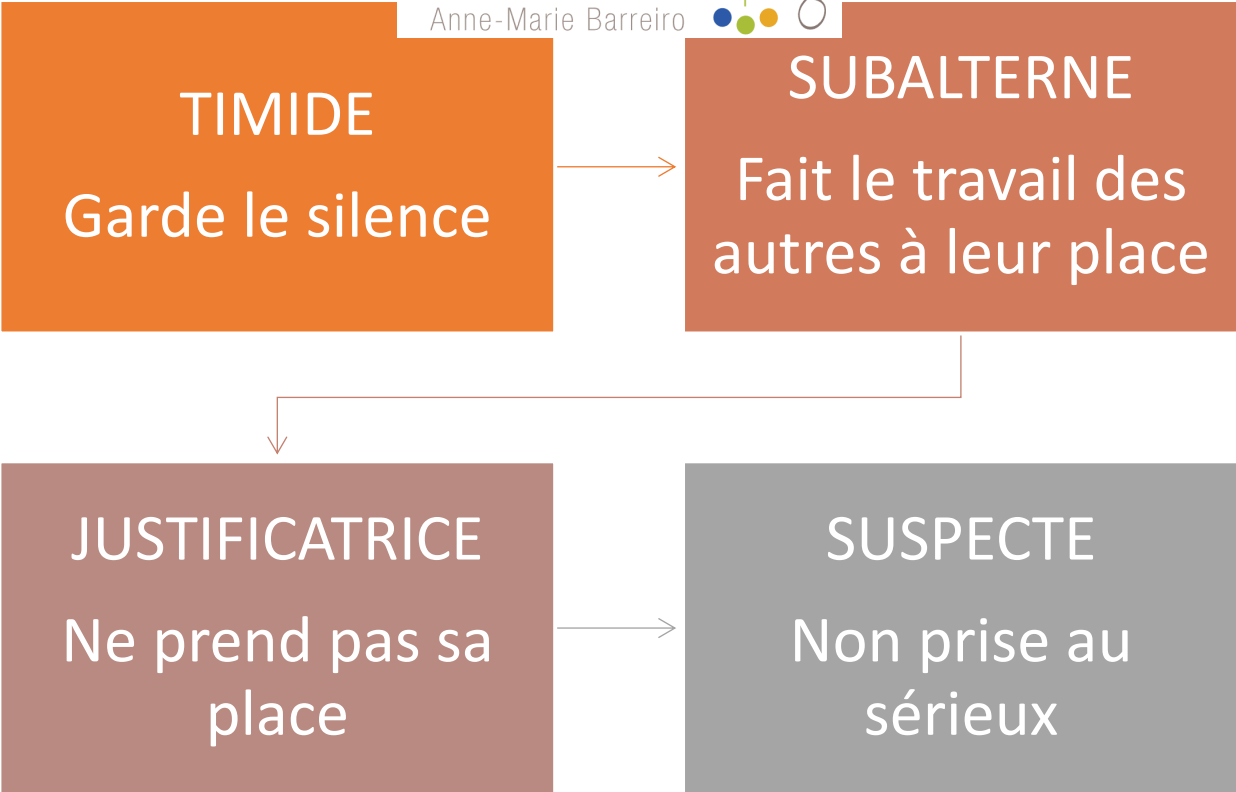 Anne-Marie Barreiro
TIMIDE
Garde le silence
SUBALTERNE
Fait le travail des
autres à leur place
JUSTIFICATRICE
Ne prend pas sa
place
SUSPECTE
Non prise au
sérieux